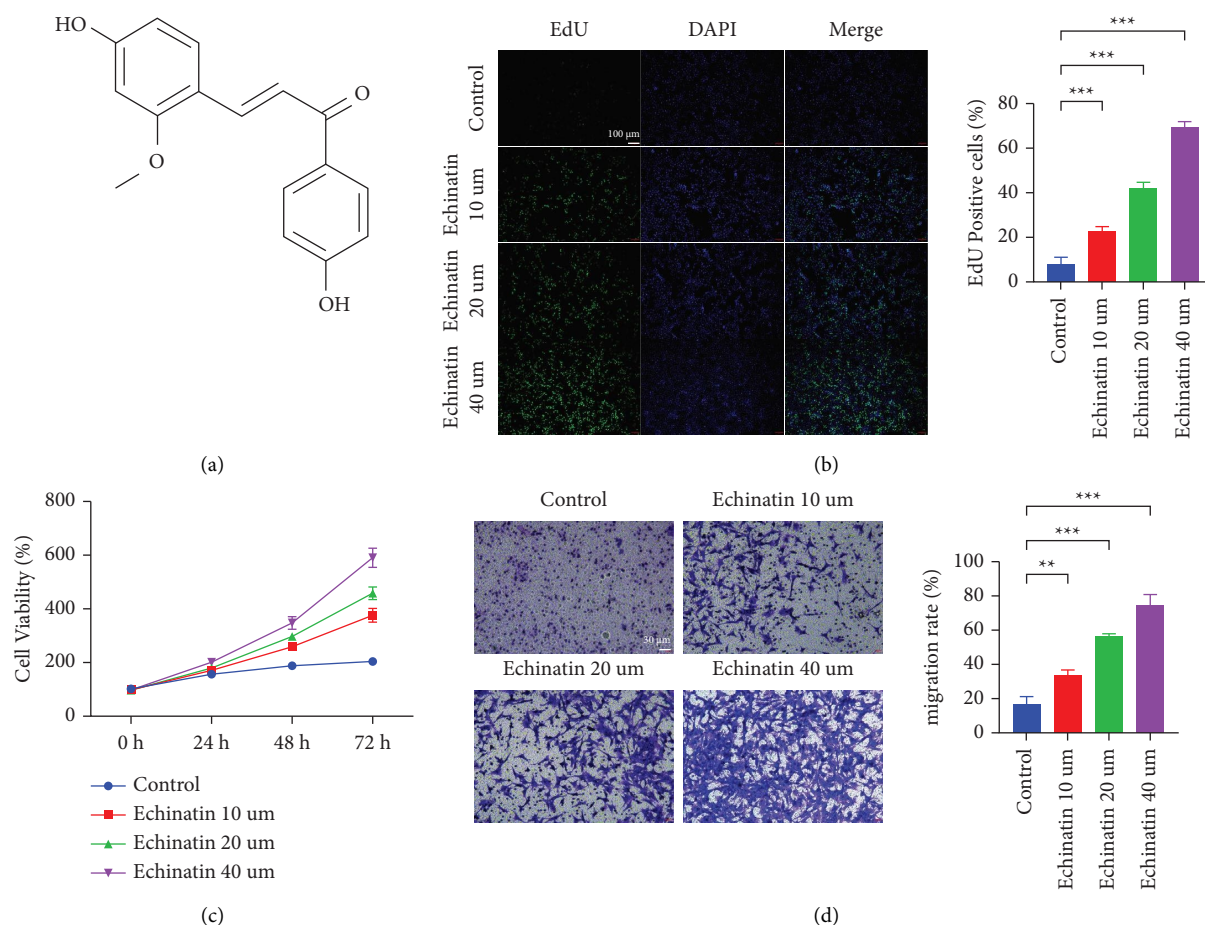 HO
O
O
OH
(a)
EdU DAPI Merge
Control
Echinatin
10 um
Echinatin
20 um
Echinatin
40 um
100 μm
EdU Positive cells (%)
80
60
40
20
0
***
***
***
Control
Echinatin 10 um
Echinatin 20 um
Echinatin 40 um
(b)
Cell Viability (%)
800
600
400
200
0
0 h 24 h 48 h 72 h
Control
Echinatin 10 um
Echinatin 20 um
Echinatin 40 um
(c)
Control Echinatin 10 um
30 μm
Echinatin 20 um Echinatin 40 um
migration rate (%)
100
80
60
40
20
0
***
***
**
Control
Echinatin 10 um
Echinatin 20 um
Echinatin 40 um
(d)